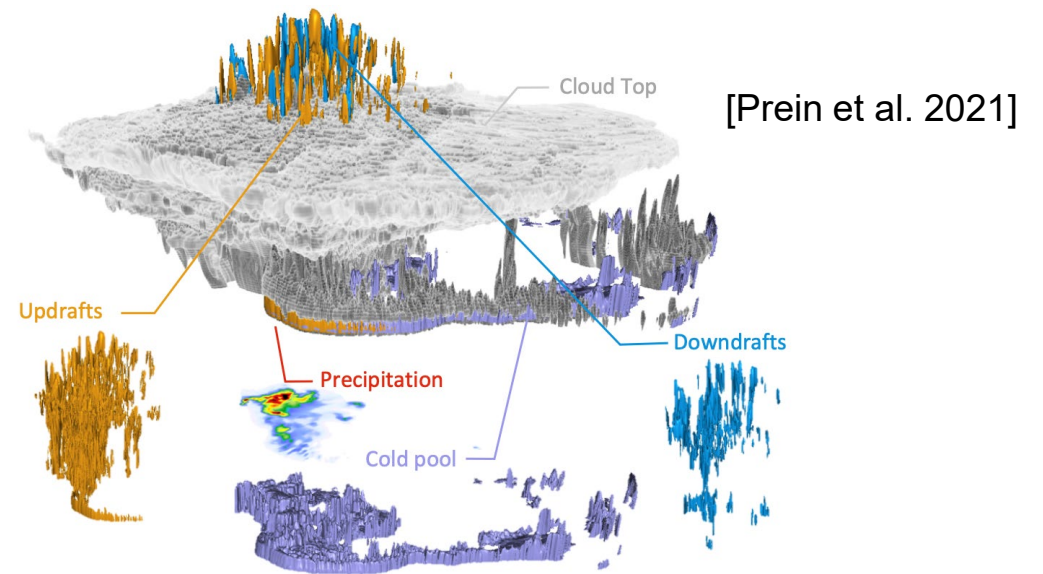 Cloud Top
[Prein et al. 2021]
Updrafts
Downdrafts
Precipitation
Cold pool